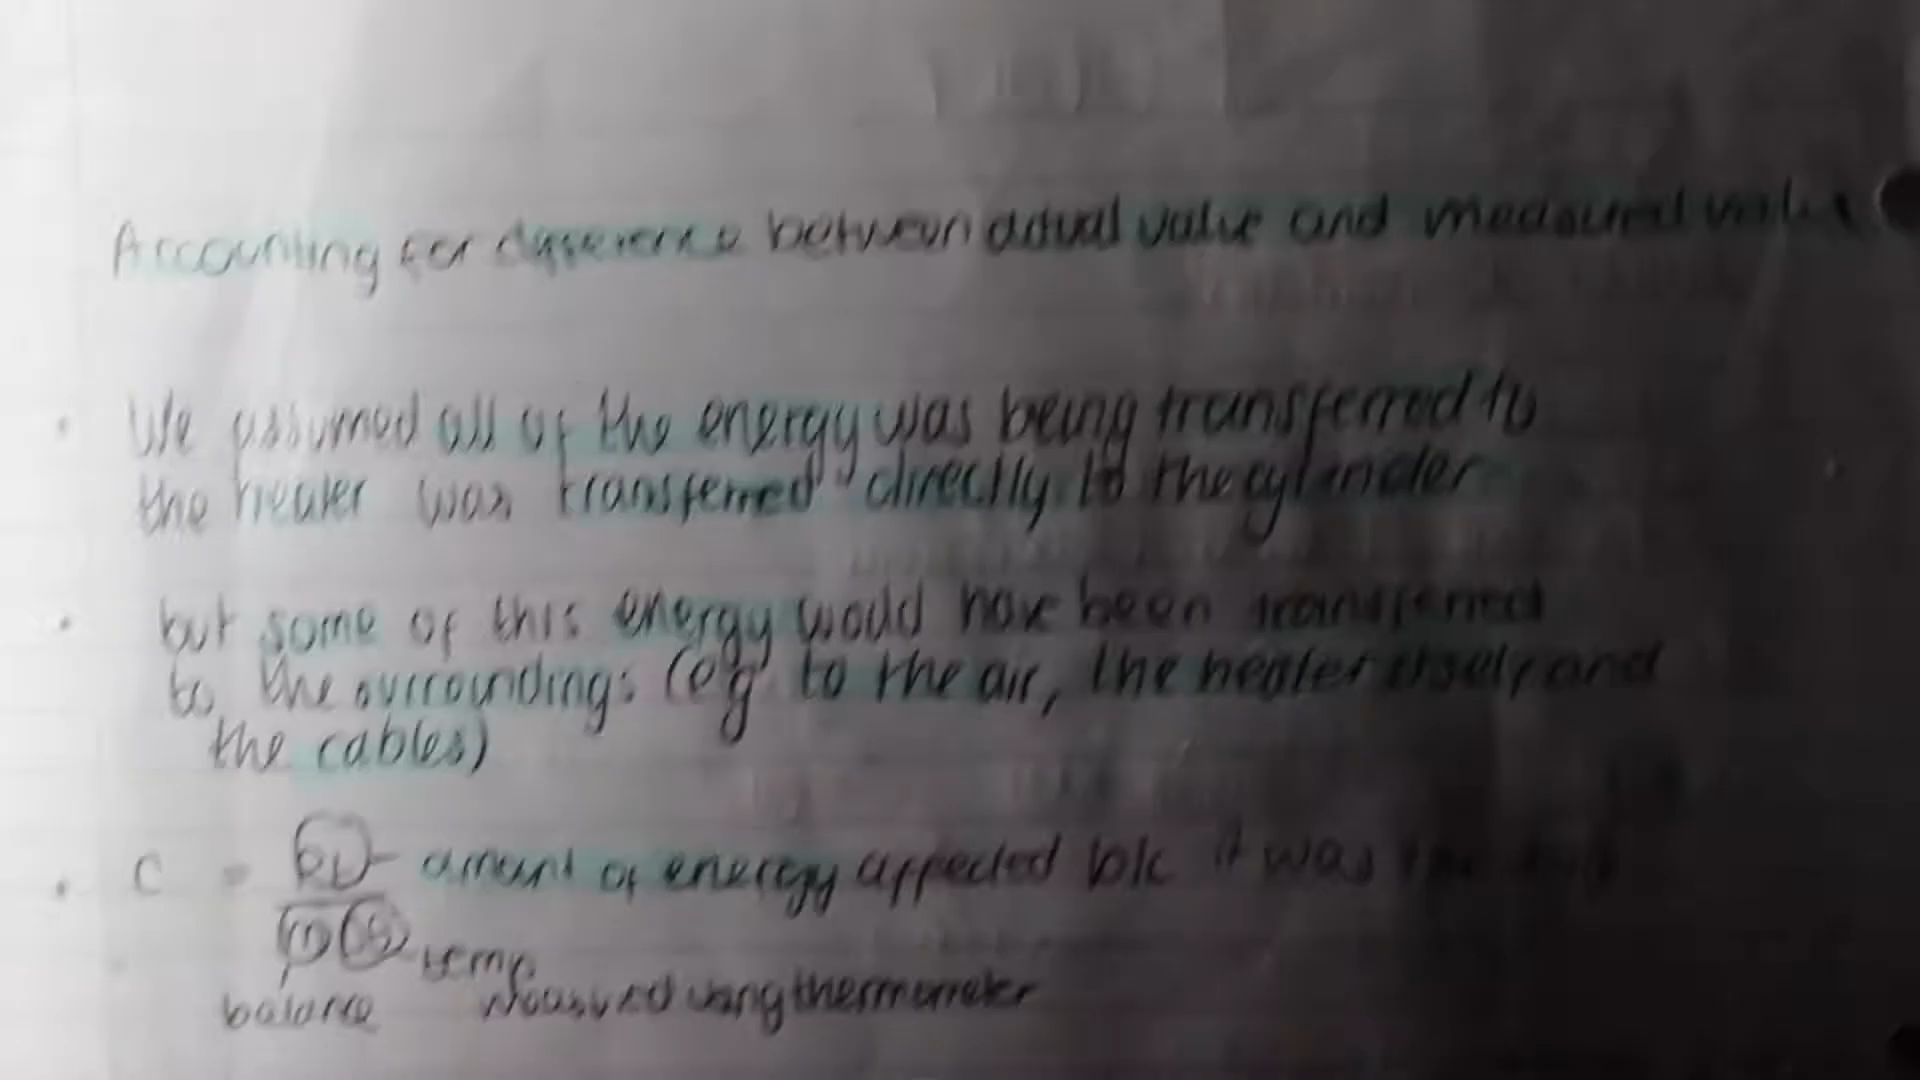 Accounting for difference between actual value and measured value
We assumed all of the energy was being transferred to
the heater was transferred directly to the cylinder
but some of this energy would have been transferred
to the surroundings (eg to the air, the heater itself and
the cables)
C = amount of energy affected b/c it was the
temp
balance measured using thermometer